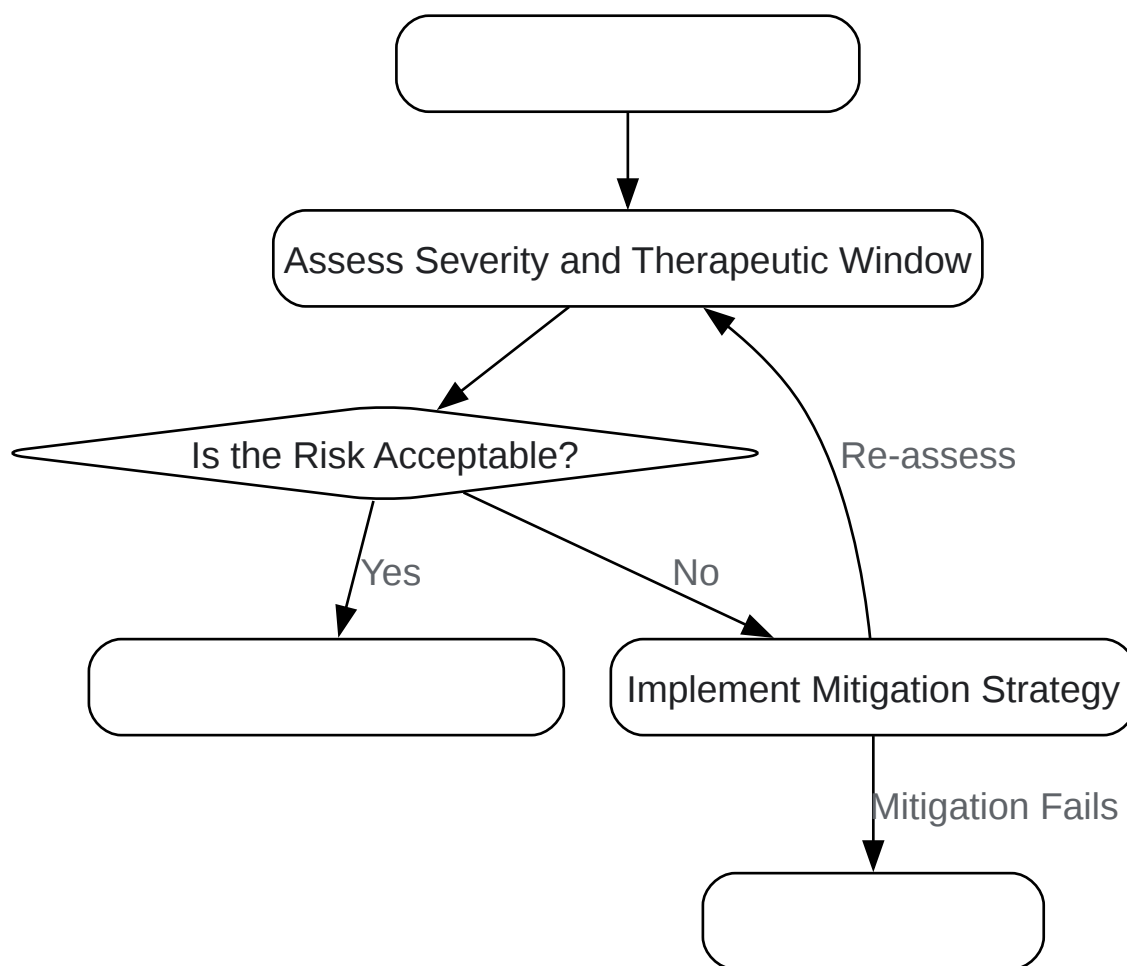 Assess Severity and Therapeutic Window
Is the Risk Acceptable?
Re-assess
Yes
No
Implement Mitigation Strategy
Mitigation Fails